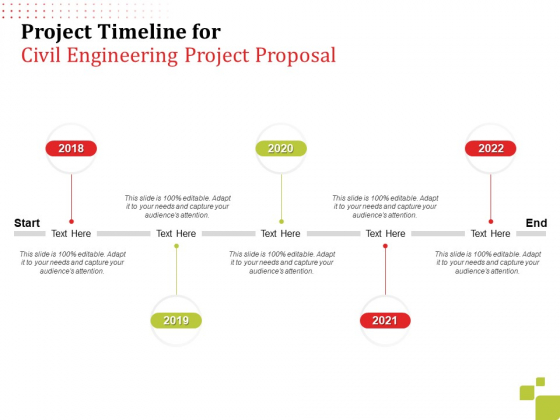 Project Timeline for
Civil Engineering Project Proposal
2018
2020
2022
This slide is 100% editable. Adapt
it to your needs and capture your
audience's attention.
This slide is 100% editable. Adapt
it to your needs and capture your
audience's attention.
Start
End
Text Here
Text Here
Text Here
Text Here
Text Here
This slide is 100% editable. Adapt
it to your needs and capture your
audience's attention.
This slide is 100% editable. Adapt
it to your needs and capture your
audience's attention.
This slide is 100% editable. Adapt
it to your needs and capture your
audience's attention.
2019
2021